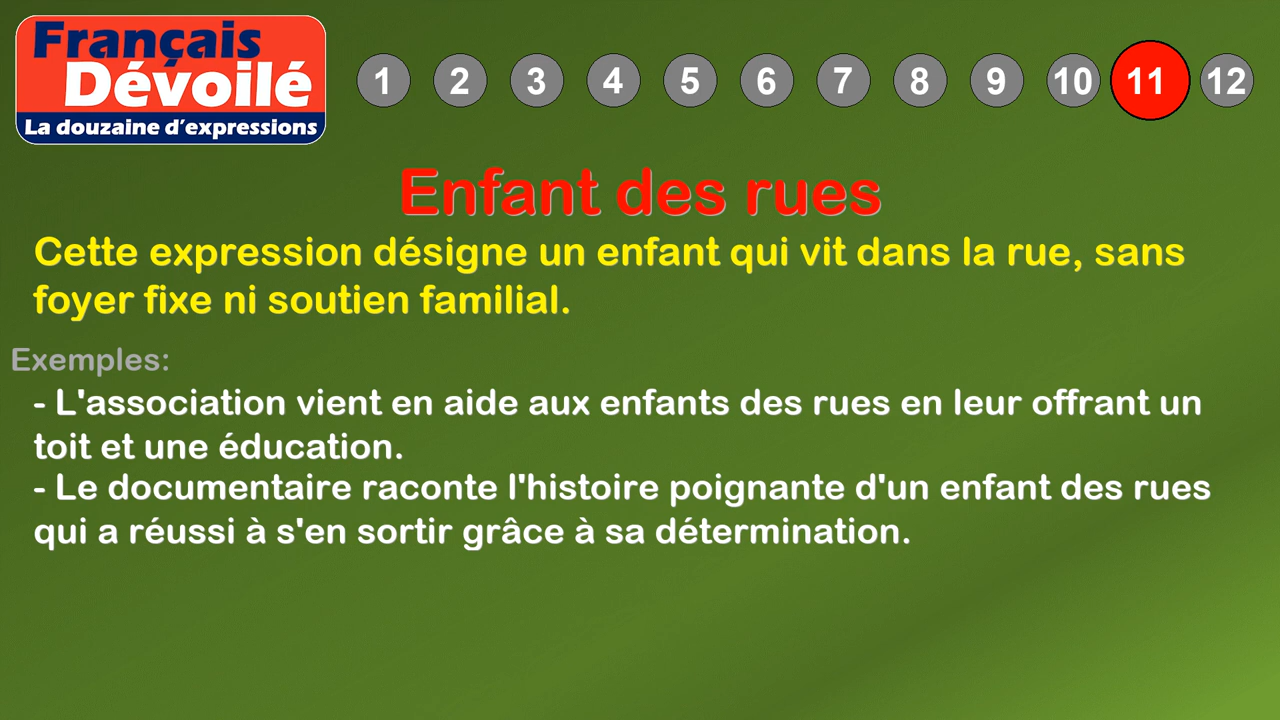 Français
Dévoilé
La douzaine d'expressions
1 2 3 4 5 6 7 8 9 10 11 12
Enfant des rues
Cette expression désigne un enfant qui vit dans la rue, sans
foyer fixe ni soutien familial.
Exemples:
- L'association vient en aide aux enfants des rues en leur offrant un
toit et une éducation.
- Le documentaire raconte l'histoire poignante d'un enfant des rues
qui a réussi à s'en sortir grâce à sa détermination.